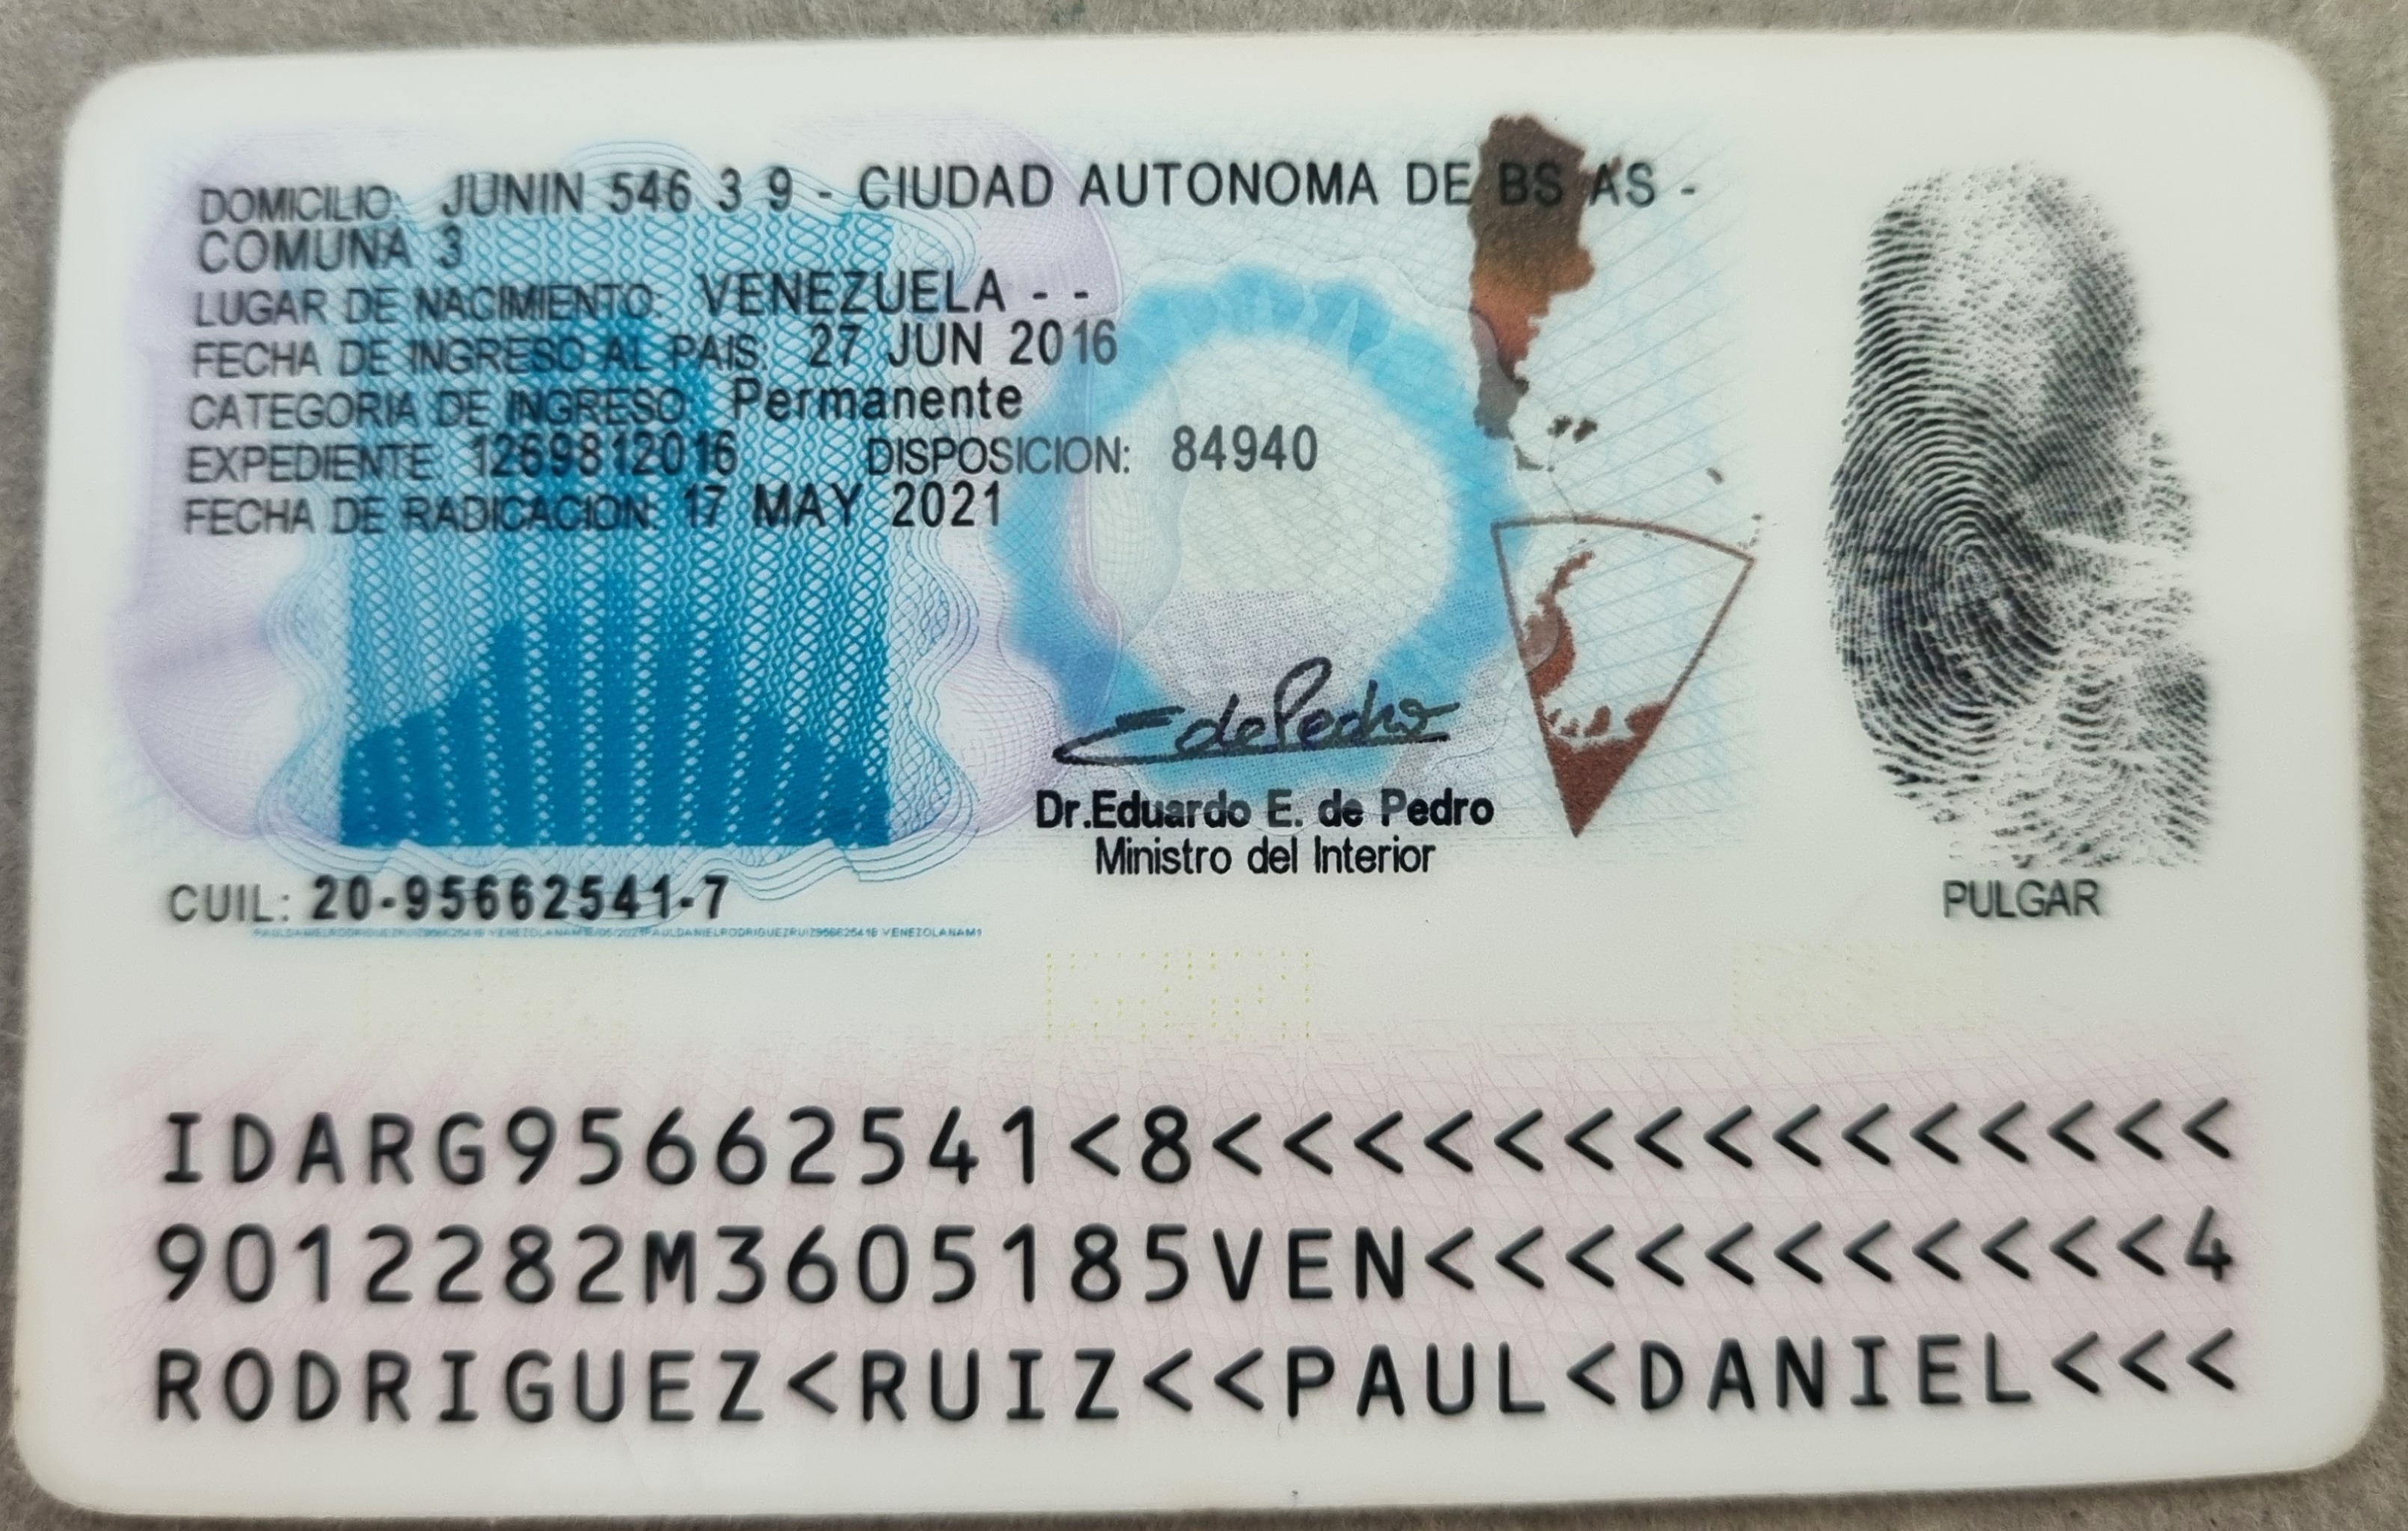 DOMICILIO: JUNIN 546 3 9 - CIUDAD AUTONOMA DE BS AS -
COMUNA 3
LUGAR DE NACIMIENTO: VENEZUELA - -
FECHA DE INGRESO AL PAIS: 27 JUN 2016
CATEGORIA DE INGRESO: Permanente
EXPEDIENTE: 1269812016 DISPOSICION: 84940
FECHA DE RADICACION: 17 MAY 2021
E de Pedro
Dr.Eduardo E. de Pedro
Ministro del Interior
CUIL: 20-95662541-7
PULGAR
IDARG95662541<8<<<<<<<<<<<<<<<
9012282M3605185VEN<<<<<<<<<<<4
RODRIGUEZ<RUIZ<<PAUL<DANIEL<<<